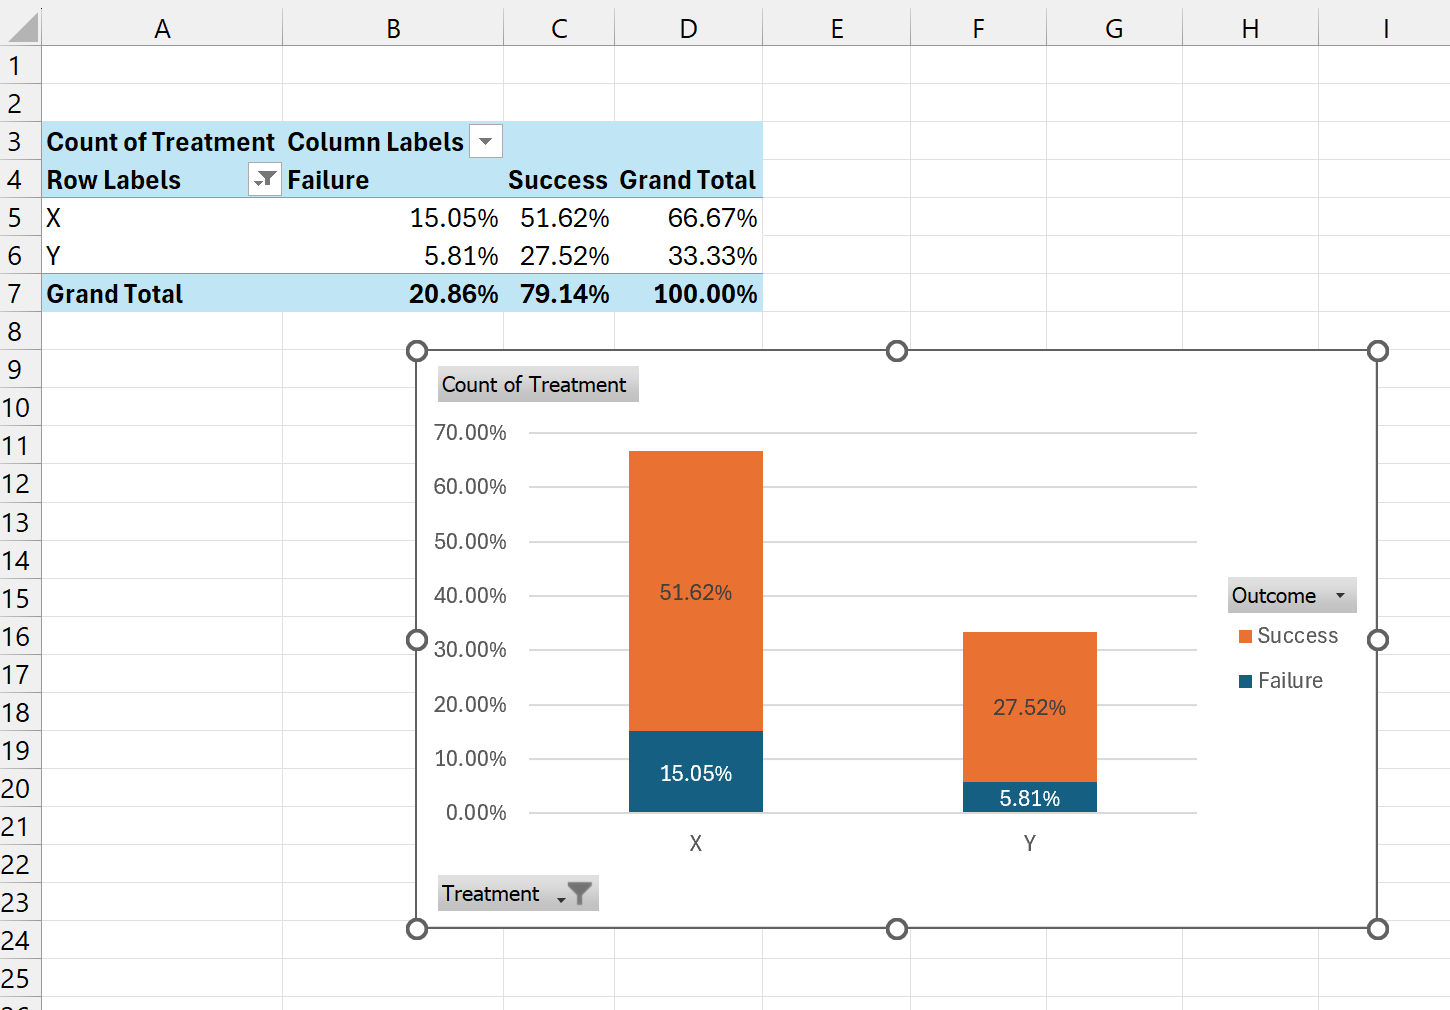 A B C D E F G H I
1
2
3 Count of Treatment Column Labels
4 Row Labels Failure Success Grand Total
5 X 15.05% 51.62% 66.67%
6 Y 5.81% 27.52% 33.33%
7 Grand Total 20.86% 79.14% 100.00%
8
9
Count of Treatment
10
70.00%
11
12
60.00%
13
50.00%
14
15
51.62%
40.00%
Outcome
16
Success
17
30.00%
Failure
18
20.00%
27.52%
19
10.00%
15.05%
20
5.81%
21
0.00%
22
X Y
23
Treatment
24
25